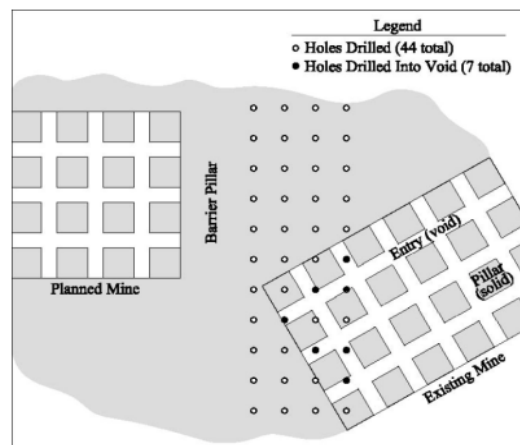 Legend
Holes Drilled (44 total)
Holes Drilled Into Void (7 total)
Barrier Pillar
Entry (void)
Pillar
(solid)
Planned Mine
Existing Mine